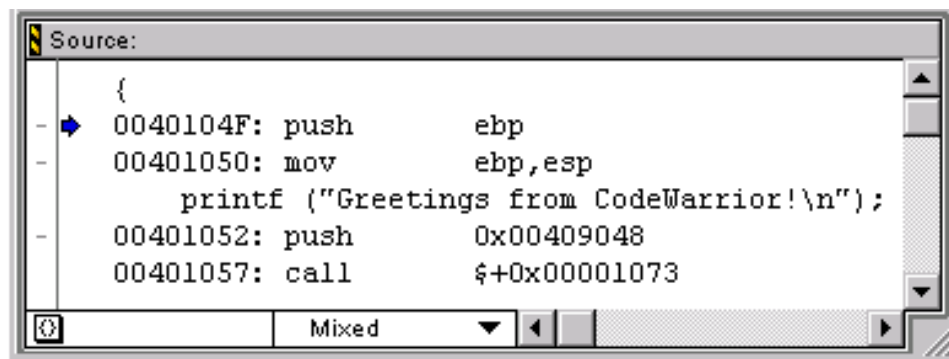 Source:
{
0040104F: push ebp
00401050: mov ebp,esp
printf ("Greetings from CodeWarrior!\n");
00401052: push 0x00409048
00401057: call $+0x00001073
Mixed